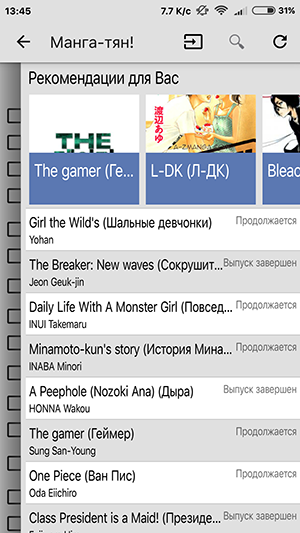 13:45 7.7 K/c 31%
Манга-тян!
Рекомендации для Вас
THE
The gamer (Ге...
渡辺あゆ
A-ZMANGA.COM
L-DK (Л-ДК)
Bleac
Girl the Wild's (Шальные девчонки) Продолжается
Yohan
The Breaker: New waves (Сокрушит... Выпуск завершен
Jeon Geuk-jin
Daily Life With A Monster Girl (Повсед... Продолжается
INUI Takemaru
Minamoto-kun's story (История Мина... Продолжается
INABA Minori
A Peephole (Nozoki Ana) (Дыра) Выпуск завершен
HONNA Wakou
The gamer (Геймер) Продолжается
Sung San-Young
One Piece (Ван Пис) Продолжается
Oda Eiichiro
Class President is a Maid! (Президе... Выпуск завершен